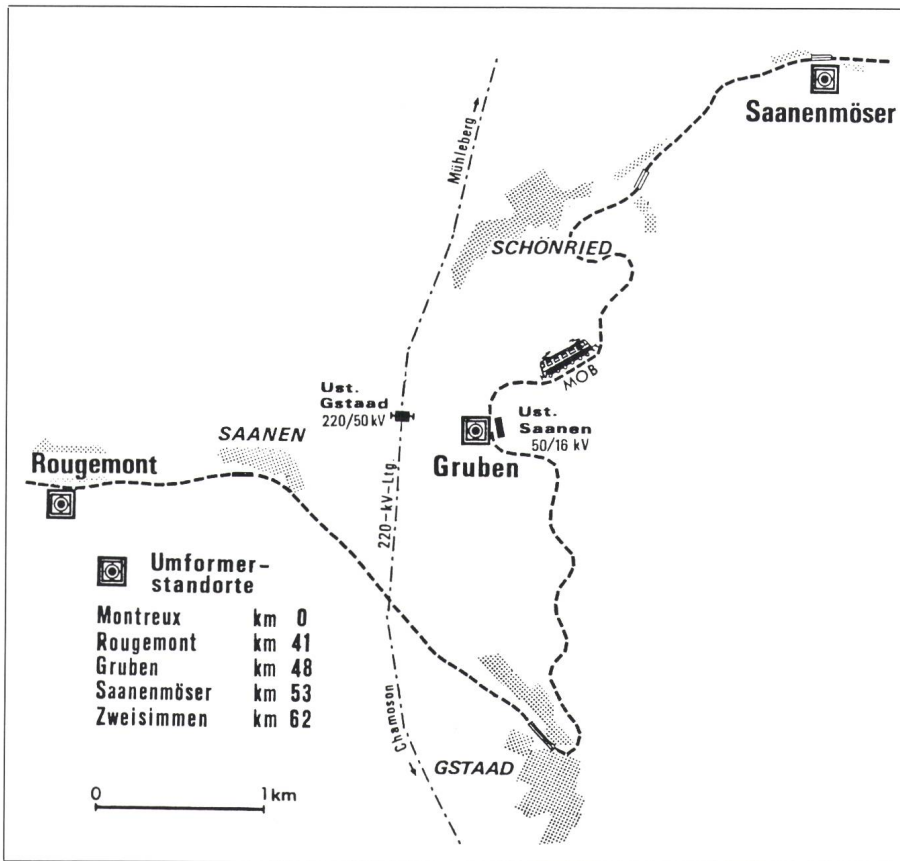 Saanenmöser
Mühleberg
SCHÖNRIED
MOB
Ust.
Gstaad
220/50 kV
Ust.
Saanen
50/16 kV
SAANEN
Rougemont
Gruben
220-kV-Ltg.
Umformer-
standorte
Montreux km 0
Rougemont km 41
Gruben km 48
Saanenmöser km 53
Zweisimmen km 62
Chamoson
GSTAAD
0 1 km